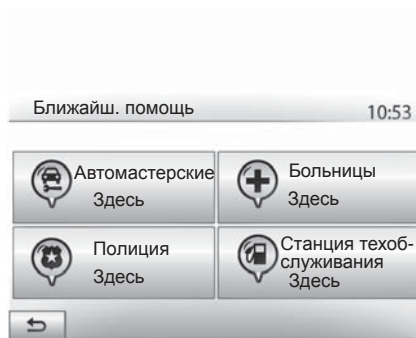 Ближайш. помощь 10:53
Автомастерские
Здесь
Больницы
Здесь
Полиция
Здесь
Станция техоб-
служивания
Здесь